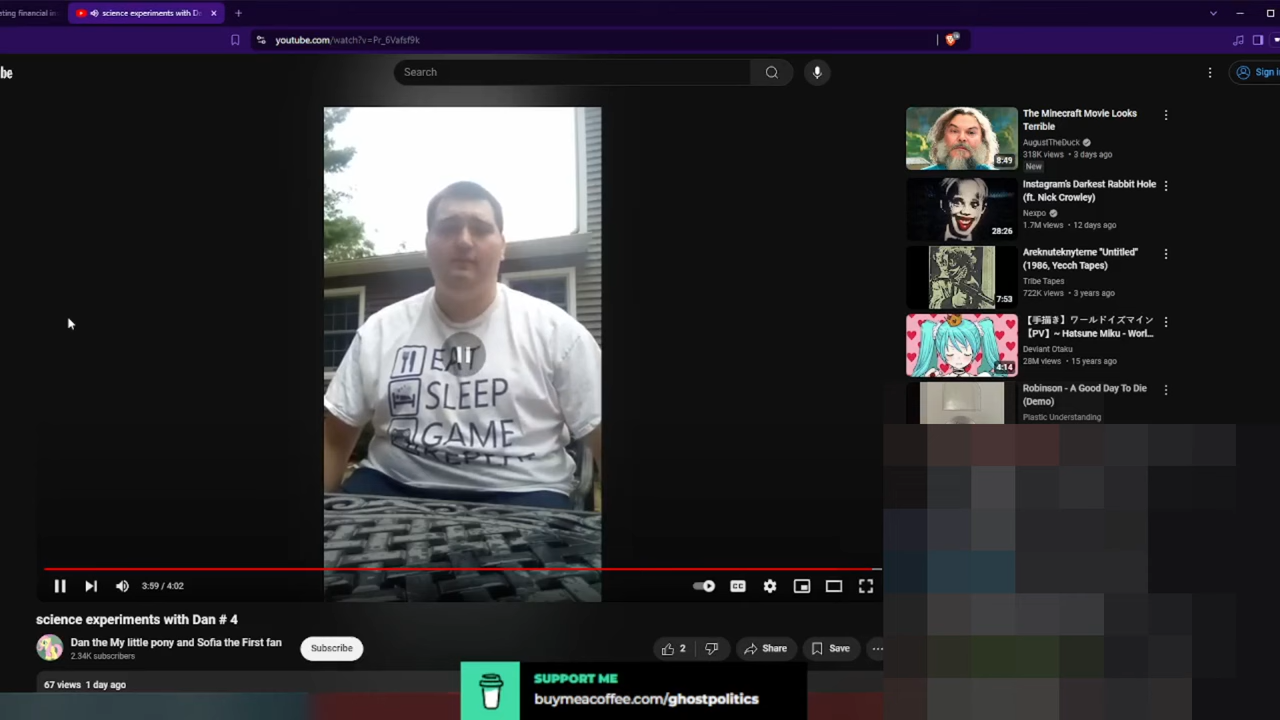 ting financial in
science experiments with D
youtube.com/watch?v=Pr_6Vafsf9k
be
Search
Sign in
EAT
SLEEP
GAME
3:59 / 4:02
CC
science experiments with Dan # 4
Dan the My little pony and Sofia the First fan
2.34K subscribers
Subscribe
2
Share
Save
67 views 1 day ago
SUPPORT ME
buymeacoffee.com/ghostpolitics
The Minecraft Movie Looks
Terrible
AugustTheDuck
318K views • 3 days ago
New
8:49
Instagram's Darkest Rabbit Hole
(ft. Nick Crowley)
Nexpo
1.7M views • 12 days ago
28:26
Areknuteknyterne "Untitled"
(1986, Yecch Tapes)
Tribe Tapes
722K views • 3 years ago
7:53
【手描き】ワールドイズマイン
【PV】~ Hatsune Miku - Worl...
Deviant Otaku
28M views • 15 years ago
4:14
Robinson - A Good Day To Die
(Demo)
Plastic Understanding